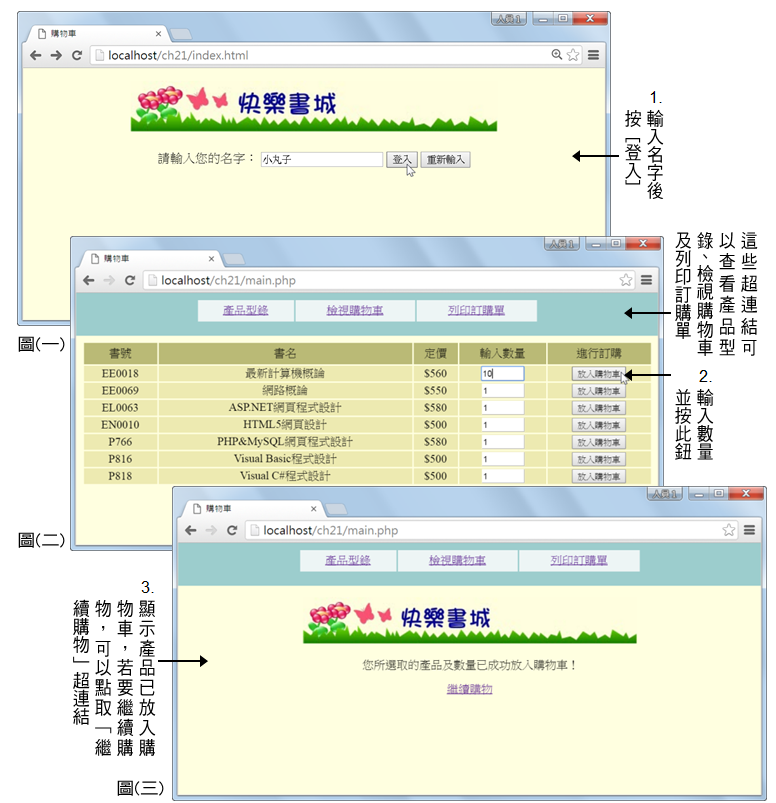 人員1
購物車
localhost/ch21/index.html
快樂書城
請輸入您的名字：
小丸子
登入
重新輸入
1.
輸入名字後
按 [登入]
圖(一)
人員1
購物車
localhost/ch21/main.php
產品型錄
檢視購物車
列印訂購單
這些超連結可
以查看產品型
錄、檢視購物車
及列印訂購單
書號 書名 定價 輸入數量 進行訂購
EE0018 最新計算機概論 $560 10 放入購物車
EE0069 網路概論 $550 1 放入購物車
EL0063 ASP.NET網頁程式設計 $580 1 放入購物車
EN0010 HTML5網頁設計 $500 1 放入購物車
P766 PHP&MySQL網頁程式設計 $580 1 放入購物車
P816 Visual Basic程式設計 $500 1 放入購物車
P818 Visual C#程式設計 $500 1 放入購物車
2.
輸入數量
並按此鈕
圖(二)
人員1
購物車
localhost/ch21/main.php
產品型錄
檢視購物車
列印訂購單
快樂書城
您所選取的產品及數量已成功放入購物車！
繼續購物
3.
顯示產品已放入購
物車，若要繼續購
物，可以點取「繼
續購物」超連結
圖(三)